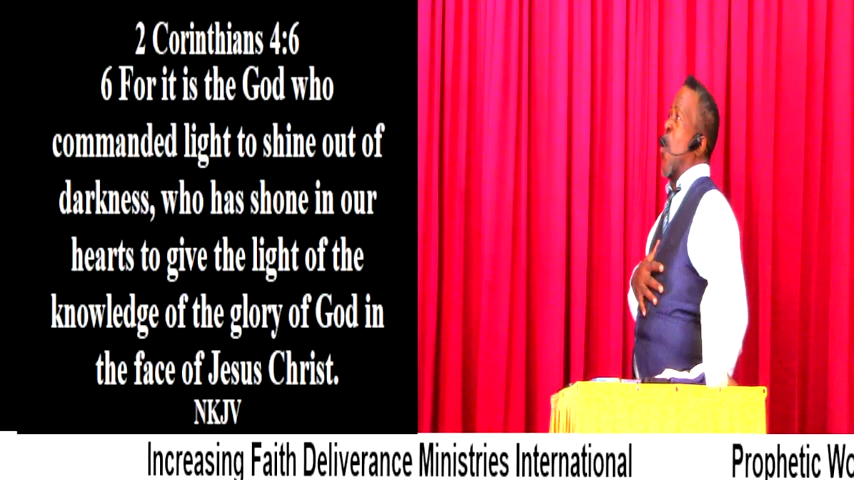 2 Corinthians 4:6
6 For it is the God who
commanded light to shine out of
darkness, who has shone in our
hearts to give the light of the
knowledge of the glory of God in
the face of Jesus Christ.
NKJV
Increasing Faith Deliverance Ministries International Prophetic